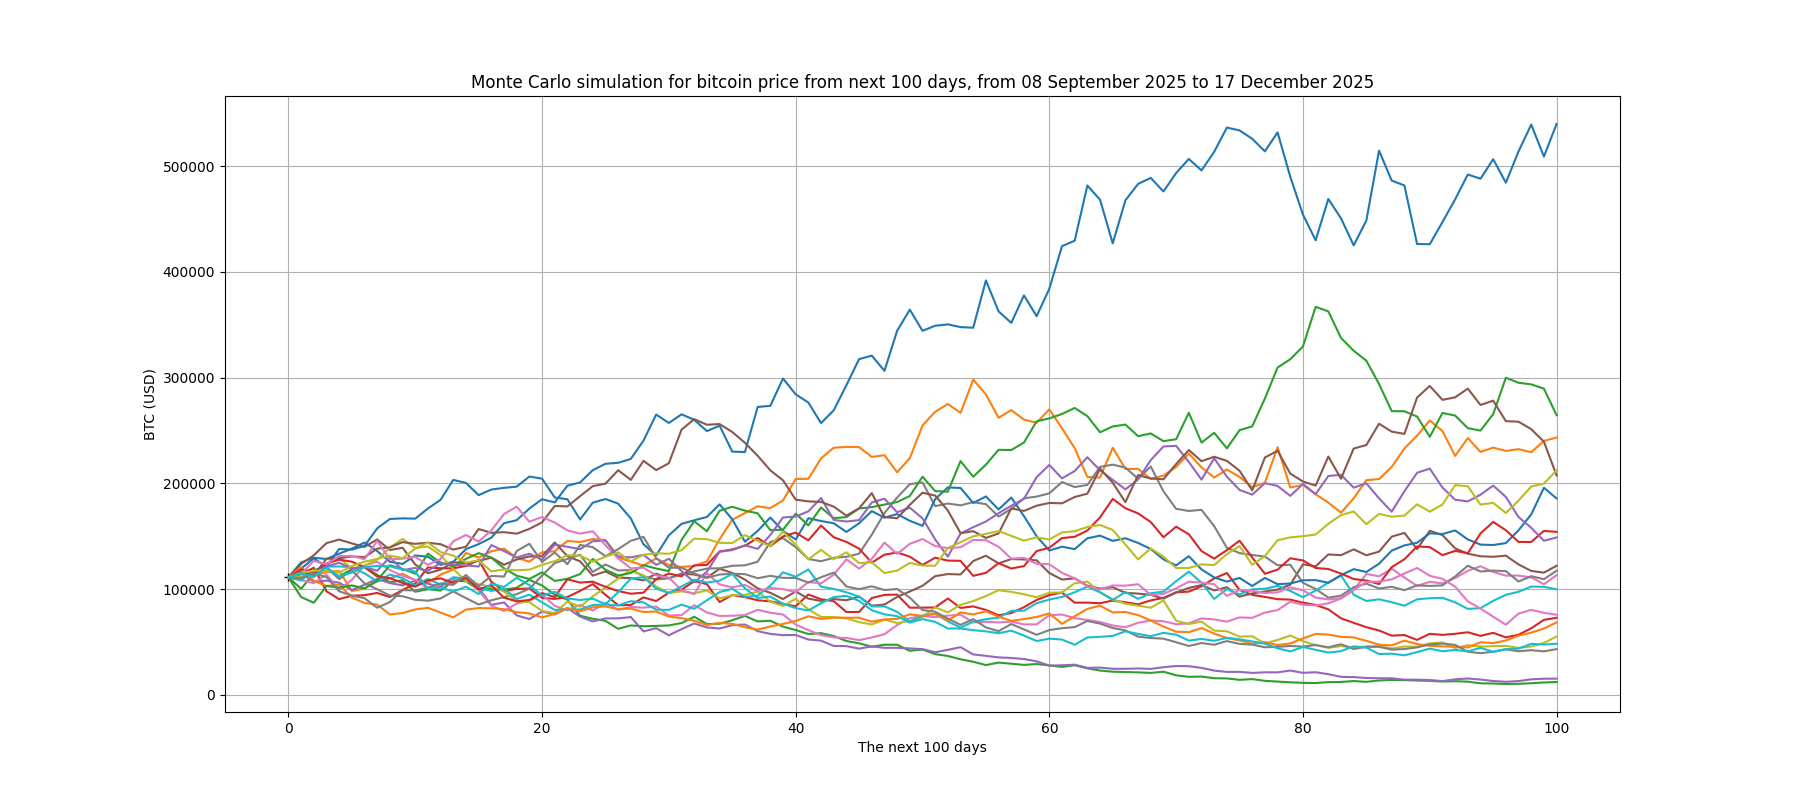 Monte Carlo simulation for bitcoin price from next 100 days, from 08 September 2025 to 17 December 2025
500000
400000
300000
200000
100000
0
BTC (USD)
0 20 40 60 80 100
The next 100 days